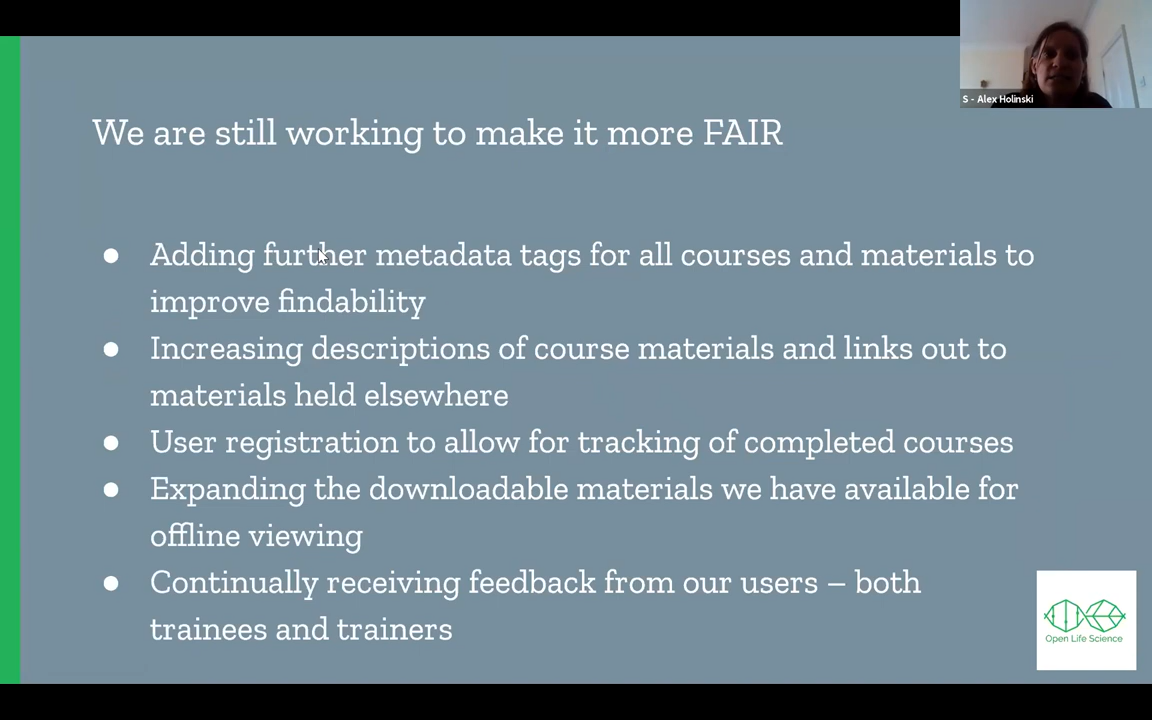 S - Alex Holinski
We are still working to make it more FAIR
● Adding further metadata tags for all courses and materials to
improve findability
● Increasing descriptions of course materials and links out to
materials held elsewhere
● User registration to allow for tracking of completed courses
● Expanding the downloadable materials we have available for
offline viewing
● Continually receiving feedback from our users – both
trainees and trainers
Open Life Science